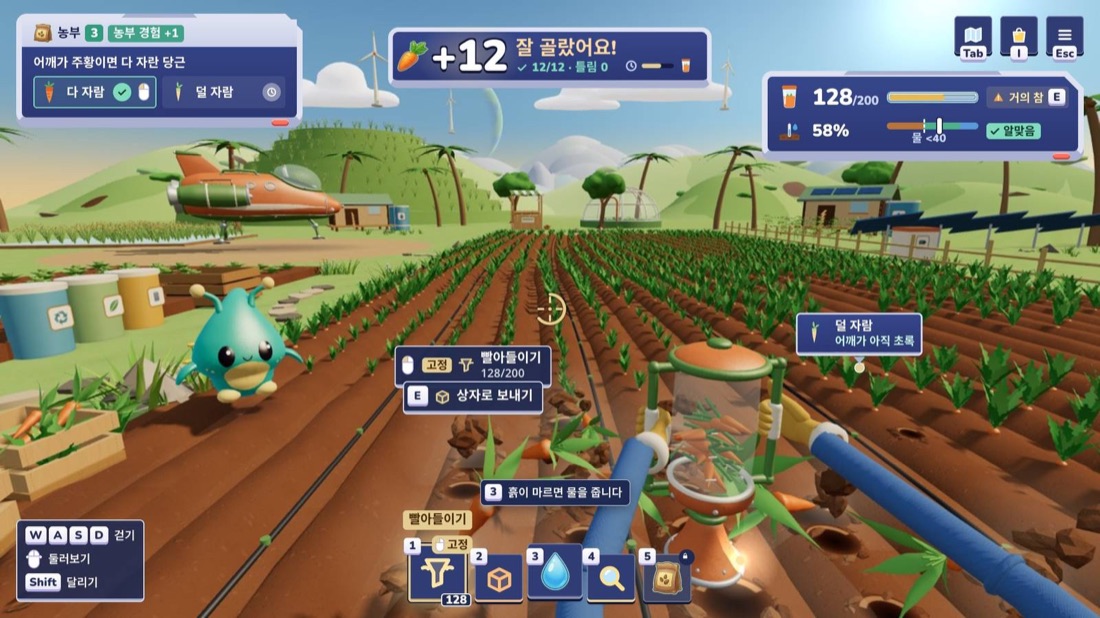 농부 3 농부 경험 +1
어깨가 주황이면 다 자란 당근
다 자람
덜 자람
+12 잘 골랐어요!
12/12 · 틀림 0
Tab
I
Esc
128/200
거의 참 E
58%
물 <40
알맞음
덜 자람
어깨가 아직 초록
고정 빨아들이기
128/200
E 상자로 보내기
3 흙이 마르면 물을 줍니다
빨아들이기
1 고정
128
2
3
4
5
W A S D 걷기
둘러보기
Shift 달리기